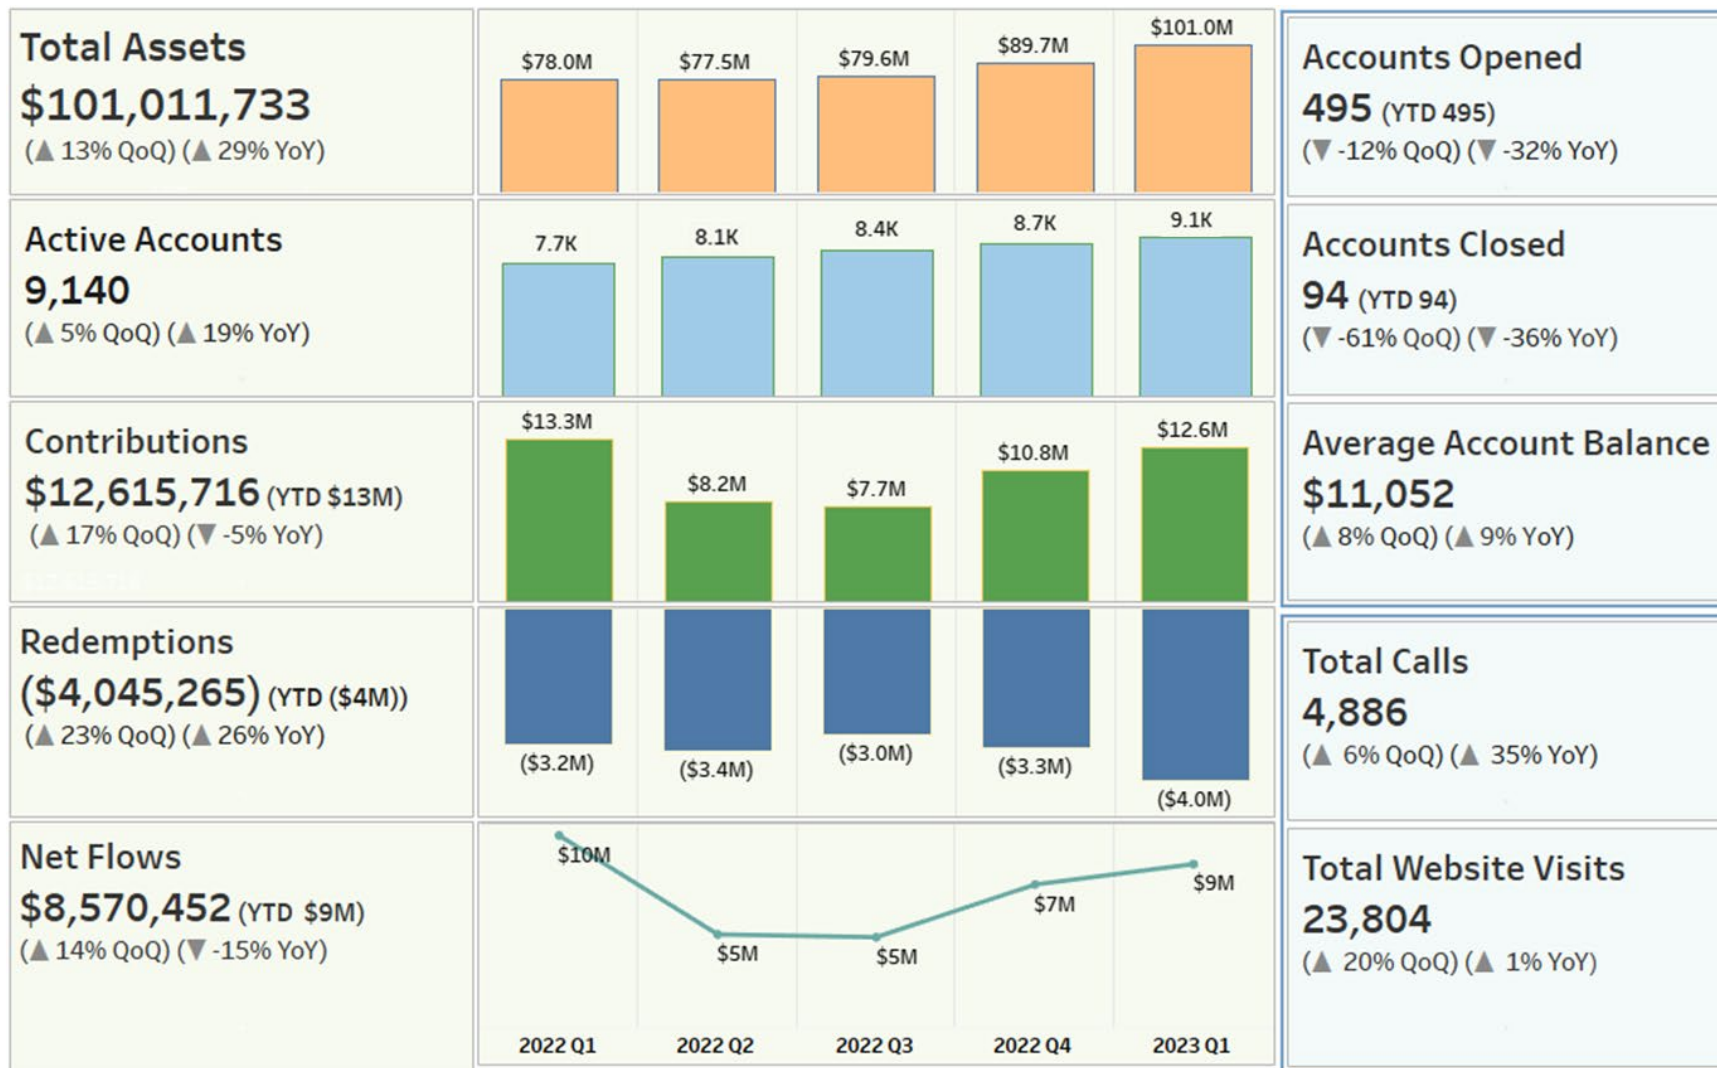 Total Assets
$101,011,733
(▲ 13% QoQ) (▲ 29% YoY)
$78.0M
$77.5M
$79.6M
$89.7M
$101.0M
Active Accounts
9,140
(▲ 5% QoQ) (▲ 19% YoY)
7.7K
8.1K
8.4K
8.7K
9.1K
Contributions
$12,615,716 (YTD $13M)
(▲ 17% QoQ) (▼ -5% YoY)
$13.3M
$8.2M
$7.7M
$10.8M
$12.6M
Redemptions
($4,045,265) (YTD ($4M))
(▲ 23% QoQ) (▲ 26% YoY)
($3.2M)
($3.4M)
($3.0M)
($3.3M)
($4.0M)
Net Flows
$8,570,452 (YTD $9M)
(▲ 14% QoQ) (▼ -15% YoY)
$10M
$5M
$5M
$7M
$9M
2022 Q1
2022 Q2
2022 Q3
2022 Q4
2023 Q1
Accounts Opened
495 (YTD 495)
(▼ -12% QoQ) (▼ -32% YoY)
Accounts Closed
94 (YTD 94)
(▼ -61% QoQ) (▼ -36% YoY)
Average Account Balance
$11,052
(▲ 8% QoQ) (▲ 9% YoY)
Total Calls
4,886
(▲ 6% QoQ) (▲ 35% YoY)
Total Website Visits
23,804
(▲ 20% QoQ) (▲ 1% YoY)